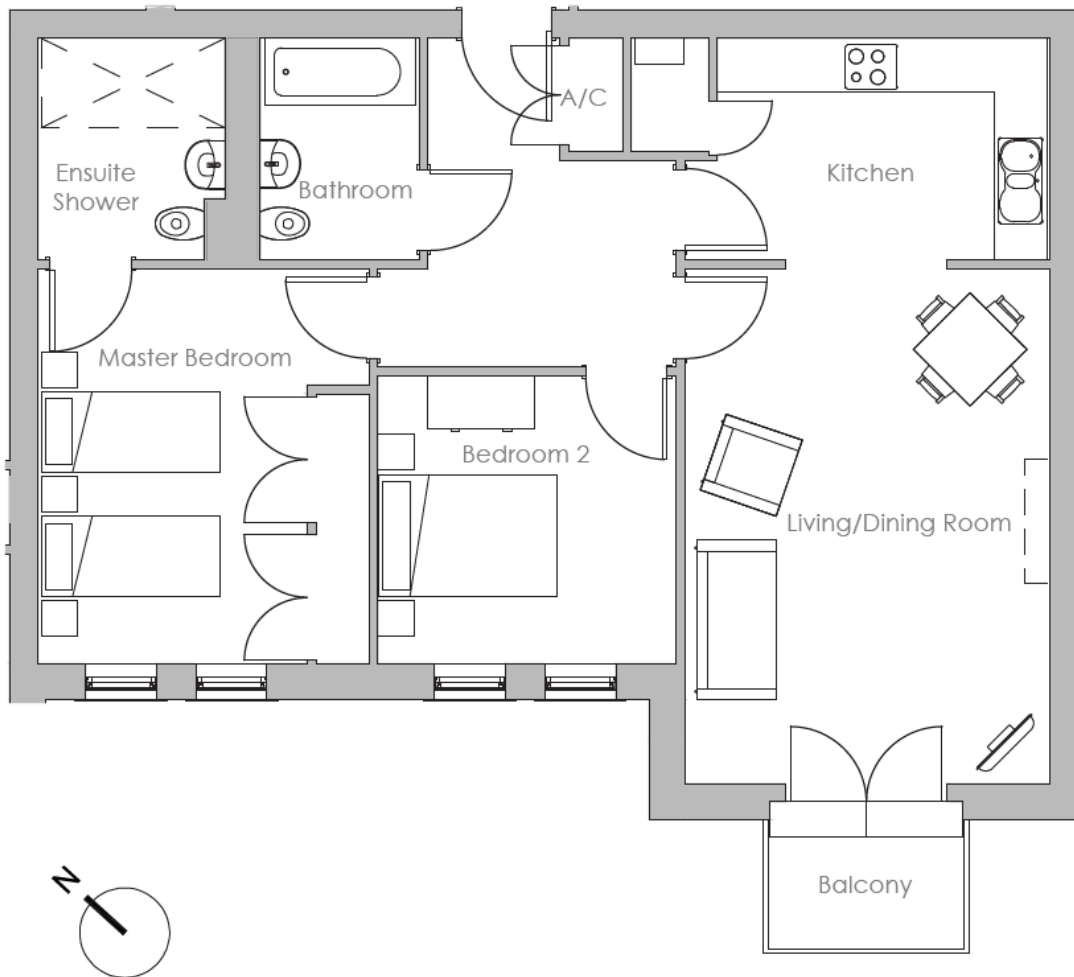 A/C
Ensuite
Shower
Bathroom
Kitchen
Master Bedroom
Bedroom 2
Living/Dining Room
Balcony
N